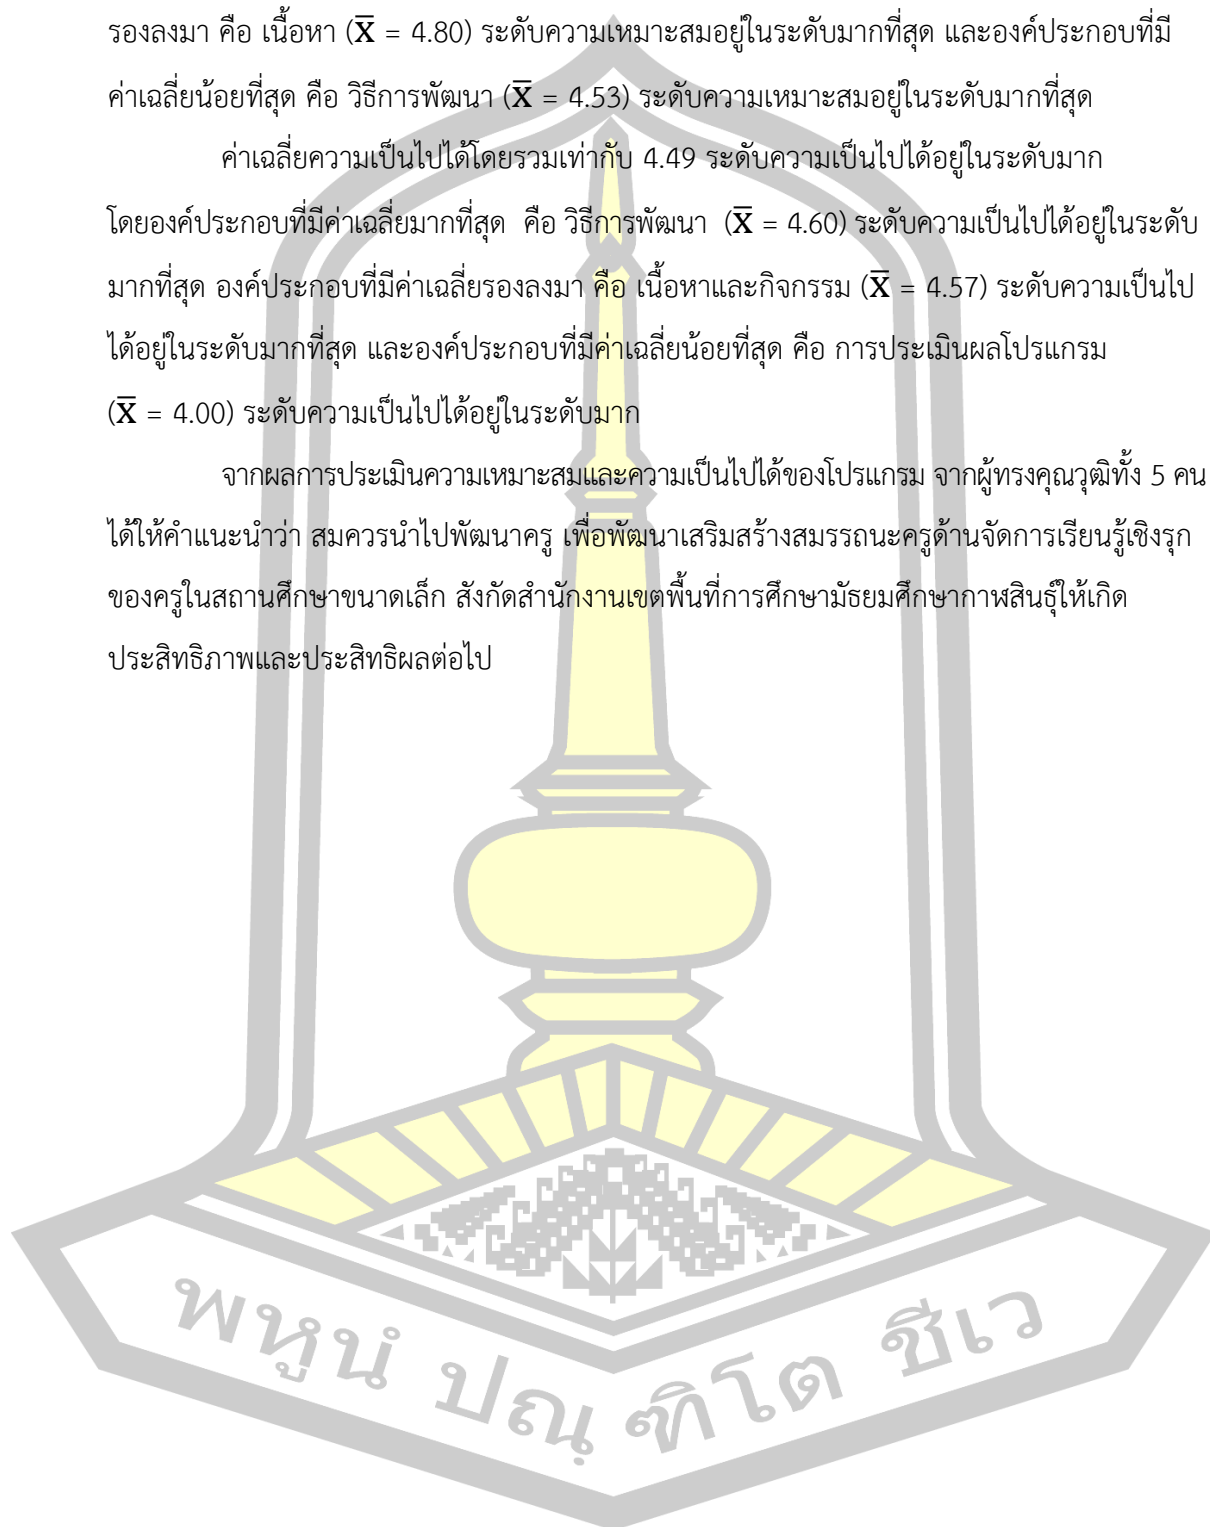 รองลงมา คือ เนื้อหา (X̅ = 4.80) ระดับความเหมาะสมอยู่ในระดับมากที่สุด และองค์ประกอบที่มี
ค่าเฉลี่ยน้อยที่สุด คือ วิธีการพัฒนา (X̅ = 4.53) ระดับความเหมาะสมอยู่ในระดับมากที่สุด
ค่าเฉลี่ยความเป็นไปได้โดยรวมเท่ากับ 4.49 ระดับความเป็นไปได้อยู่ในระดับมาก
โดยองค์ประกอบที่มีค่าเฉลี่ยมากที่สุด คือ วิธีการพัฒนา (X̅ = 4.60) ระดับความเป็นไปได้อยู่ในระดับ
มากที่สุด องค์ประกอบที่มีค่าเฉลี่ยรองลงมา คือ เนื้อหาและกิจกรรม (X̅ = 4.57) ระดับความเป็นไป
ได้อยู่ในระดับมากที่สุด และองค์ประกอบที่มีค่าเฉลี่ยน้อยที่สุด คือ การประเมินผลโปรแกรม
(X̅ = 4.00) ระดับความเป็นไปได้อยู่ในระดับมาก
จากผลการประเมินความเหมาะสมและความเป็นไปได้ของโปรแกรม จากผู้ทรงคุณวุฒิทั้ง 5 คน
ได้ให้คำแนะนำว่า สมควรนำไปพัฒนาครู เพื่อพัฒนาเสริมสร้างสมรรถนะครูด้านจัดการเรียนรู้เชิงรุก
ของครูในสถานศึกษาขนาดเล็ก สังกัดสำนักงานเขตพื้นที่การศึกษามัธยมศึกษากาฬสินธุ์ให้เกิด
ประสิทธิภาพและประสิทธิผลต่อไป
พหูนํ ปณฺฑิโต ชีเว